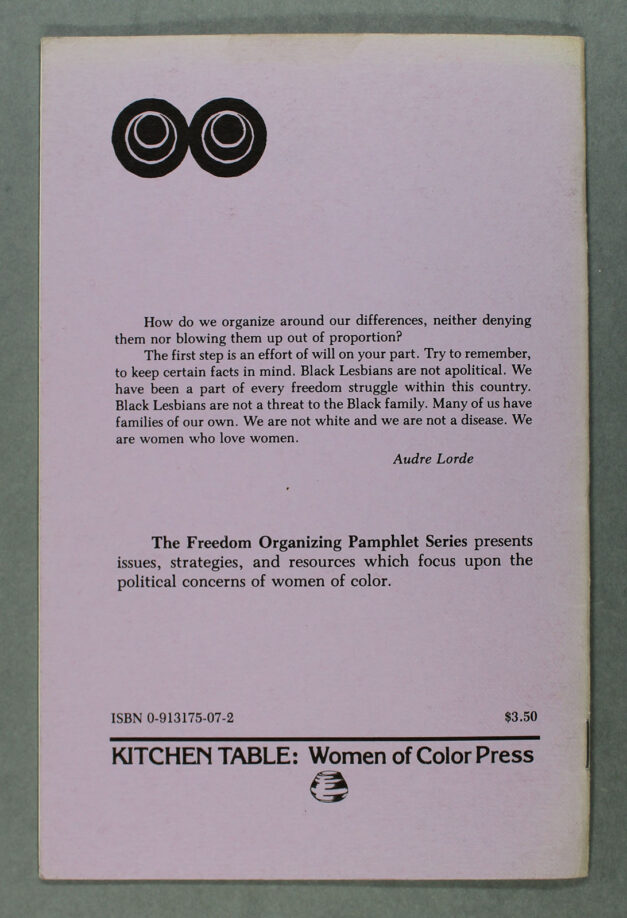 How do we organize around our differences, neither denying
them nor blowing them up out of proportion?
The first step is an effort of will on your part. Try to remember,
to keep certain facts in mind. Black Lesbians are not apolitical. We
have been a part of every freedom struggle within this country.
Black Lesbians are not a threat to the Black family. Many of us have
families of our own. We are not white and we are not a disease. We
are women who love women.
Audre Lorde
The Freedom Organizing Pamphlet Series presents
issues, strategies, and resources which focus upon the
political concerns of women of color.
ISBN 0-913175-07-2 $3.50
KITCHEN TABLE: Women of Color Press